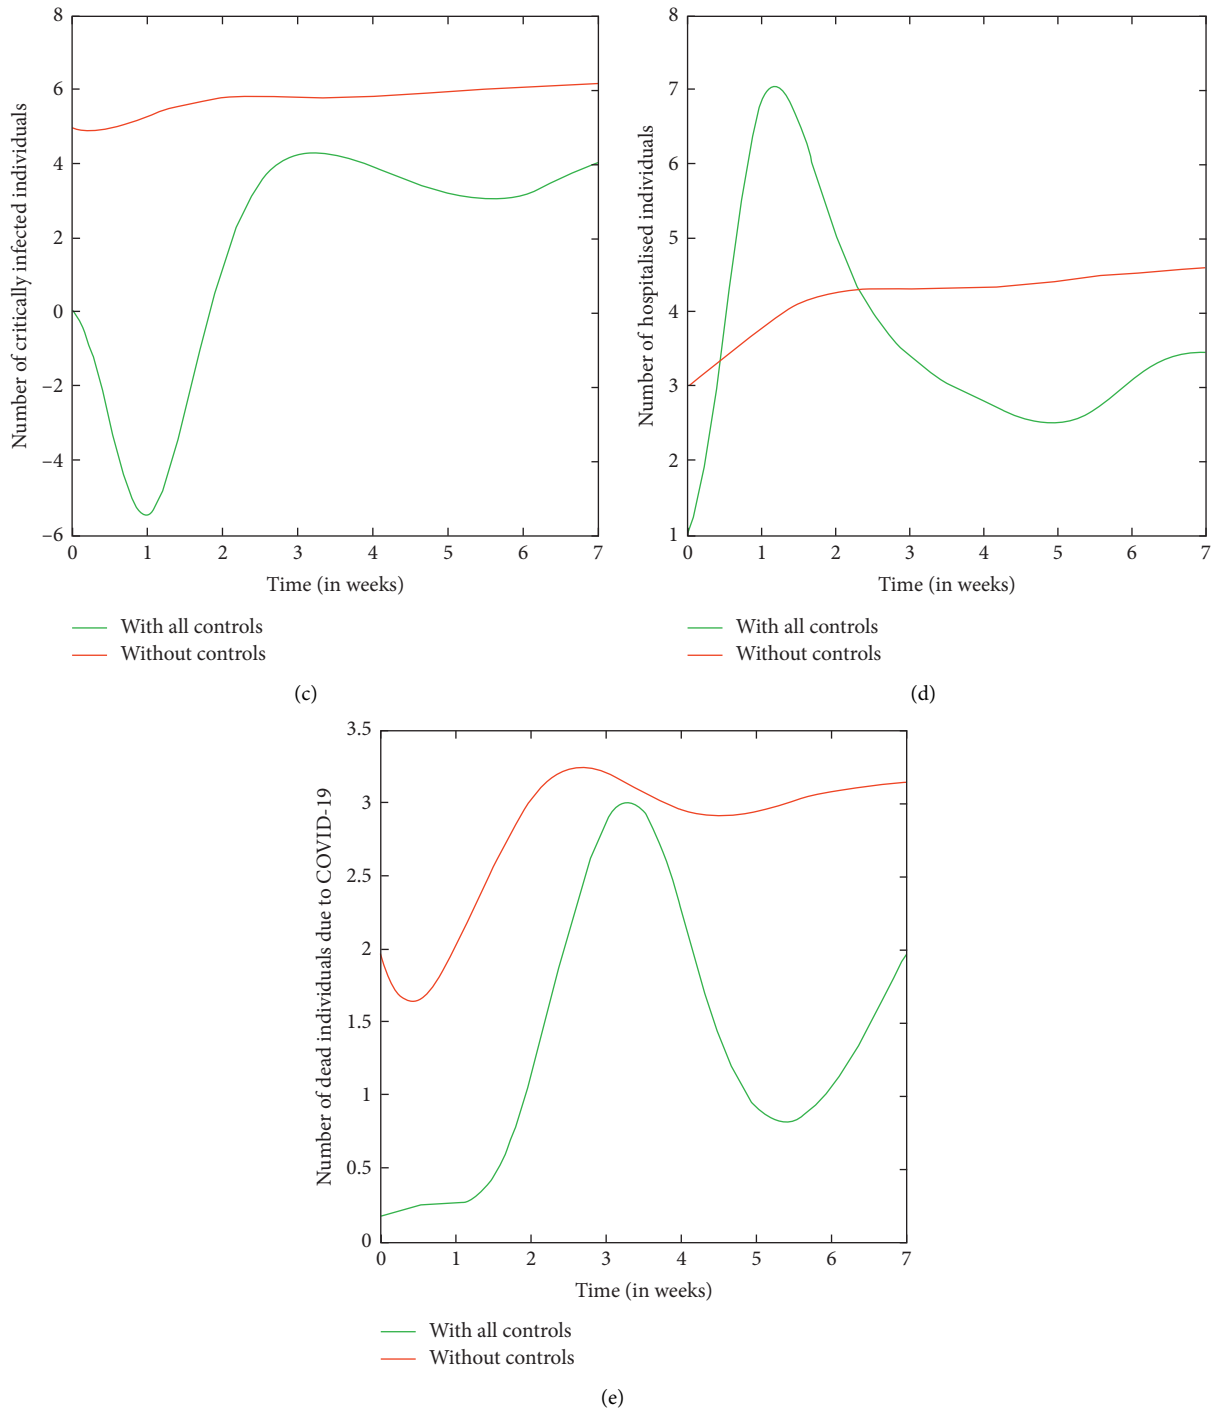 8
6
4
2
0
−2
−4
−6
Number of critically infected individuals
0 1 2 3 4 5 6 7
Time (in weeks)
With all controls
Without controls
(c)
8
7
6
5
4
3
2
1
Number of hospitalised individuals
0 1 2 3 4 5 6 7
Time (in weeks)
With all controls
Without controls
(d)
3.5
3
2.5
2
1.5
1
0.5
0
Number of dead individuals due to COVID-19
0 1 2 3 4 5 6 7
Time (in weeks)
With all controls
Without controls
(e)